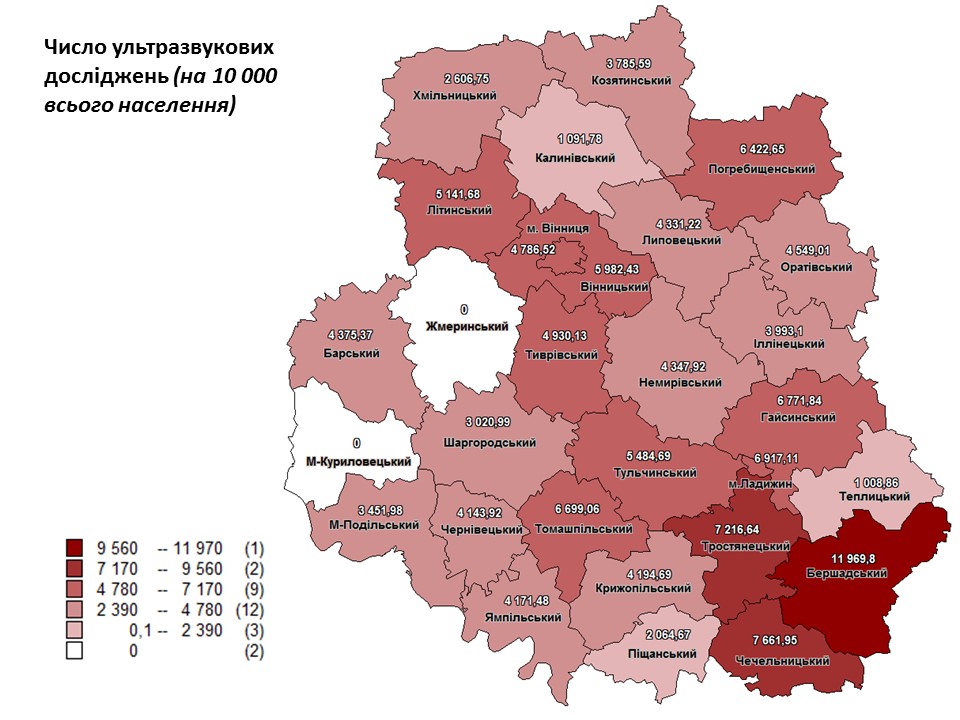 Число ультразвукових
досліджень (на 10 000
всього населення)
2 606,75
Хмільницький
3 785,59
Козятинський
1 091,78
Калинівський
6 422,65
Погребищенський
5 141,68
Літинський
м. Вінниця
4 786,52
5 982,43
Вінницький
4 331,22
Липовецький
4 549,01
Оратівський
0
Жмеринський
4 375,37
Барський
4 930,13
Тиврівський
3 993,1
Іллінецький
4 347,92
Немирівський
6 771,84
Гайсинський
0
М-Куриловецький
3 020,99
Шаргородський
5 484,69
Тульчинський
6 917,11
м.Ладижин
1 008,86
Теплицький
3 451,98
М-Подільський
4 143,92
Чернівецький
6 699,06
Томашпільський
7 216,64
Тростянецький
11 969,8
Бершадський
4 194,69
Крижопільський
4 171,48
Ямпільський
2 064,67
Піщанський
7 661,95
Чечельницький
9 560 -- 11 970 (1)
7 170 -- 9 560 (2)
4 780 -- 7 170 (9)
2 390 -- 4 780 (12)
0,1 -- 2 390 (3)
0 (2)